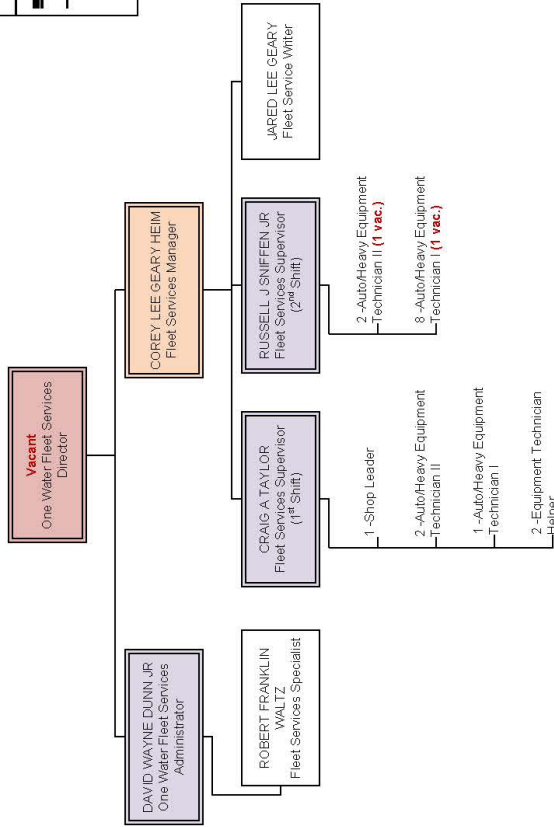 Vacant
One Water Fleet Services
Director
DAVID WAYNE DUNN JR
One Water Fleet Services
Administrator
COREY LEE GEARY HEIM
Fleet Services Manager
ROBERT FRANKLIN
WALTZ
Fleet Services Specialist
CRAIG A TAYLOR
Fleet Services Supervisor
(1st Shift)
RUSSELL J SNIFFEN JR
Fleet Services Supervisor
(2nd Shift)
JARED LEE GEARY
Fleet Service Writer
1 -Shop Leader
2 -Auto/Heavy Equipment
Technician II
1 -Auto/Heavy Equipment
Technician I
2 -Equipment Technician
Helper
2 -Auto/Heavy Equipment
Technician II (1 vac.)
8 -Auto/Heavy Equipment
Technician I (1 vac.)